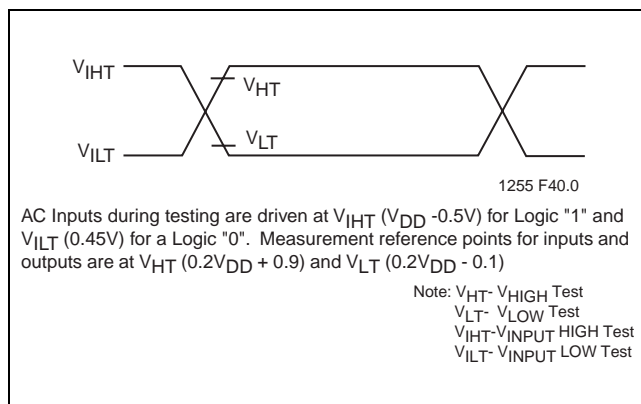 VIHT
VHT
VLT
VILT
1255 F40.0
AC Inputs during testing are driven at VIHT (VDD -0.5V) for Logic "1" and
VILT (0.45V) for a Logic "0". Measurement reference points for inputs and
outputs are at VHT (0.2VDD + 0.9) and VLT (0.2VDD - 0.1)
Note: VHT- VHIGH Test
VLT- VLOW Test
VIHT-VINPUT HIGH Test
VILT- VINPUT LOW Test